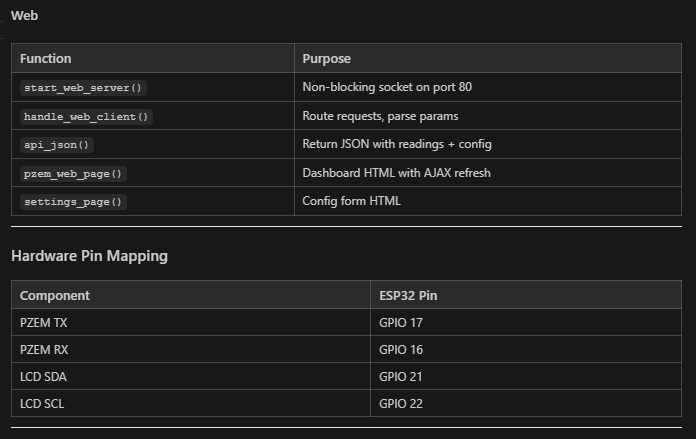 Web
Function Purpose
start_web_server() Non-blocking socket on port 80
handle_web_client() Route requests, parse params
api_json() Return JSON with readings + config
pzem_web_page() Dashboard HTML with AJAX refresh
settings_page() Config form HTML
Hardware Pin Mapping
Component ESP32 Pin
PZEM TX GPIO 17
PZEM RX GPIO 16
LCD SDA GPIO 21
LCD SCL GPIO 22